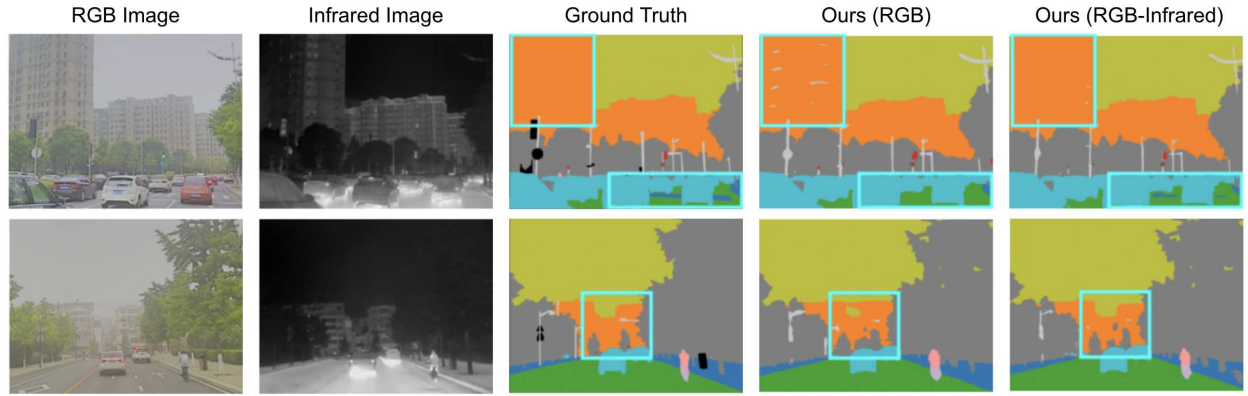 RGB Image
Infrared Image
Ground Truth
Ours (RGB)
Ours (RGB-Infrared)